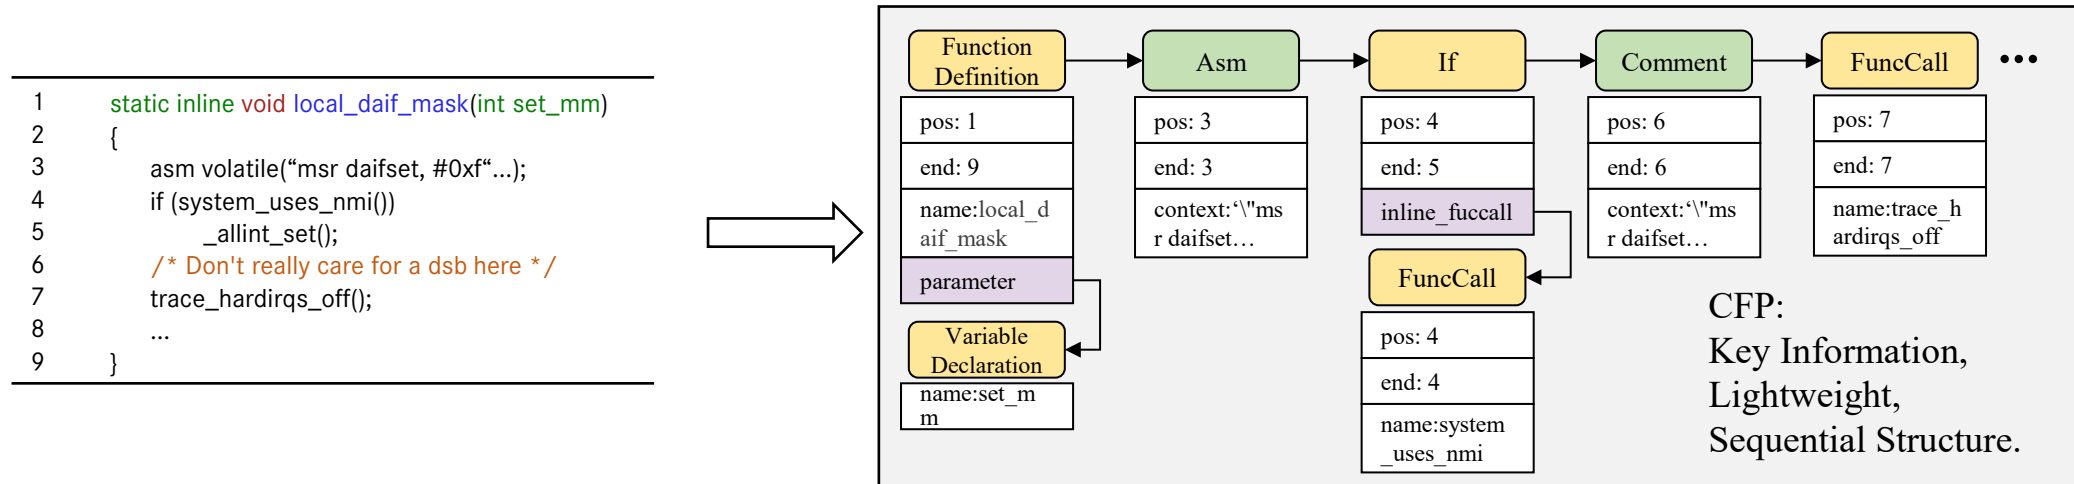 1 static inline void local_daif_mask(int set_mm)
2 {
3 asm volatile(“msr daifset, #0xf“...);
4 if (system_uses_nmi())
5 _allint_set();
6 /* Don't really care for a dsb here */
7 trace_hardirqs_off();
8 ...
9 }
Function
Definition
pos: 1
end: 9
name:local_d
aif_mask
parameter
Variable
Declaration
name:set_m
m
Asm
pos: 3
end: 3
context:‘\"ms
r daifset…
If
pos: 4
end: 5
inline_fuccall
FuncCall
pos: 4
end: 4
name:system
_uses_nmi
Comment
pos: 6
end: 6
context:‘\"ms
r daifset…
FuncCall
pos: 7
end: 7
name:trace_h
ardirqs_off
•••
CFP:
Key Information,
Lightweight,
Sequential Structure.